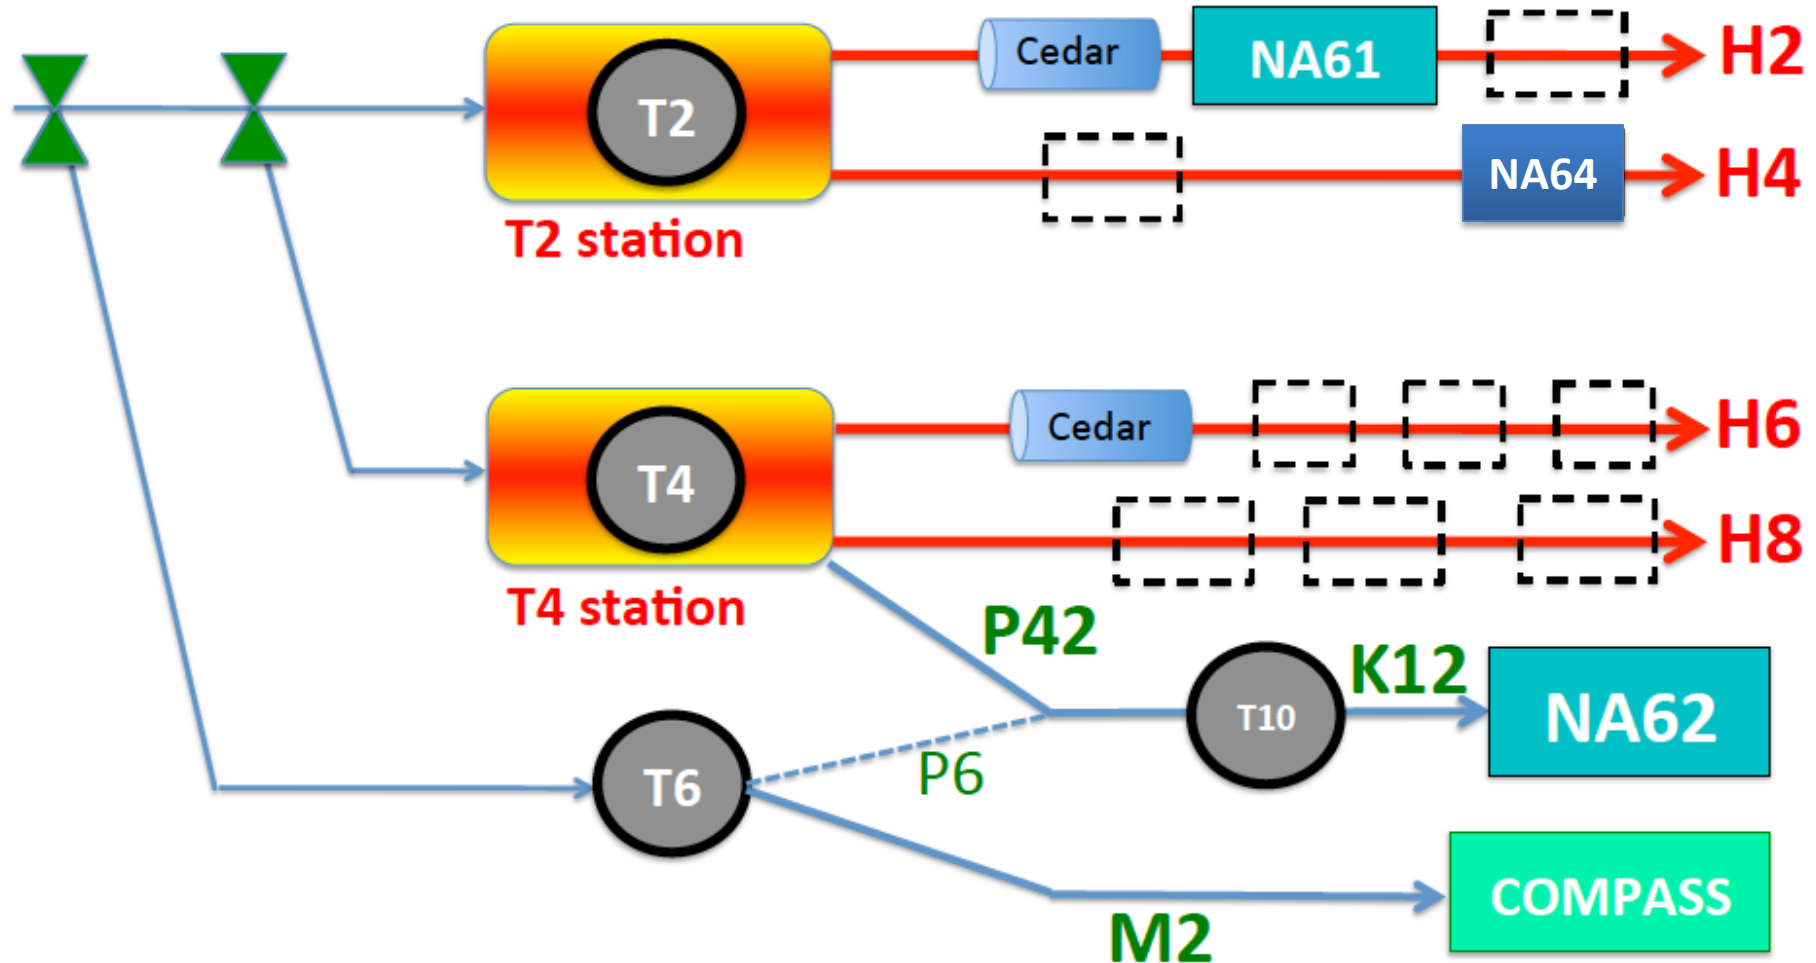 Cedar
NA61
H2
T2
NA64
H4
T2 station
Cedar
H6
T4
H8
T4 station
P42
K12
T10
NA62
P6
T6
COMPASS
M2